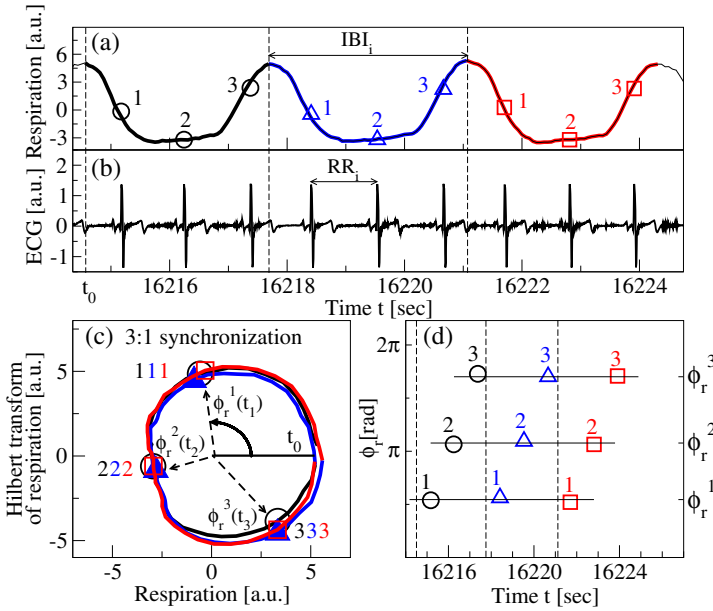 (a)
IBI_i
Respiration [a.u.]
6
3
0
-3
1 2 3
1 2 3
1 2 3
(b)
RR_i
ECG [a.u.]
2
1
0
-1
t_0 16216 16218 16220 16222 16224
Time t [sec]
(c) 3:1 synchronization
Hilbert transform
of respiration [a.u.]
5
0
-5
111
ϕ_r^1(t_1)
ϕ_r^2(t_2)
t_0
222
ϕ_r^3(t_3)
333
-5 0 5
Respiration [a.u.]
(d)
ϕ_r[rad]
2π
π
3 3 3 ϕ_r^3
2 2 2 ϕ_r^2
1 1 1 ϕ_r^1
16216 16220 16224
Time t [sec]